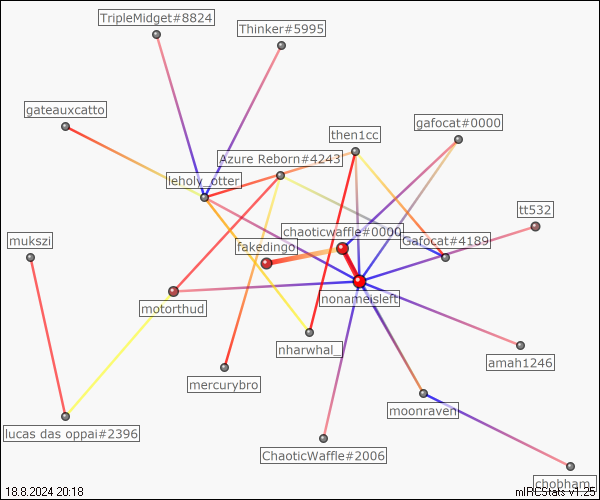 TripleMidget#8824
Thinker#5995
gateauxcatto
gafocat#0000
then1cc
Azure Reborn#4243
leholy_otter
tt532
chaoticwaffle#0000
mukszi
fakedingo
Gafocat#4189
nonameisleft
motorthud
nharwhal_
amah1246
mercurybro
moonraven
lucas das oppai#2396
ChaoticWaffle#2006
chobham_
18.8.2024 20:18
mIRCStats v1.25